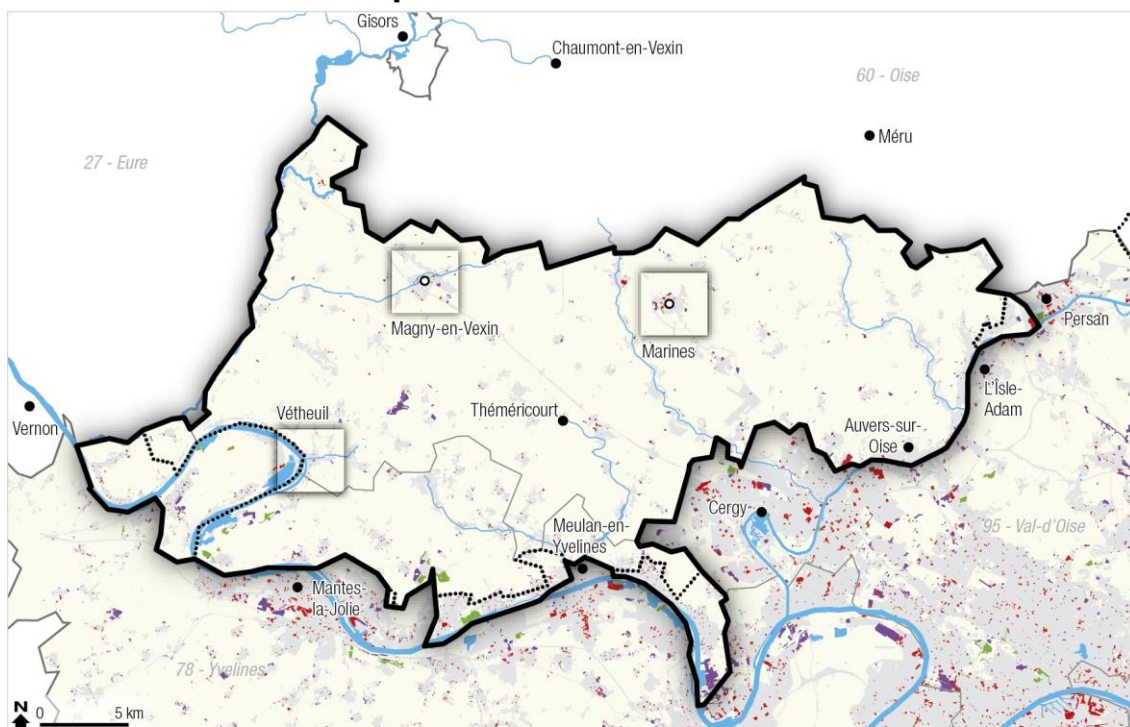 Gisors
Chaumont-en-Vexin
60 - Oise
Méru
27 - Eure
Magny-en-Vexin
Marines
Persan
L'Îsle-
Adam
Vernon
Vétheuil
Théméricourt
Auvers-sur-
Oise
Cergy
95 - Val-d'Oise
Meulan-en-
Yvelines
Mantes-
la-Jolie
78 - Yvelines
N
0
5 km